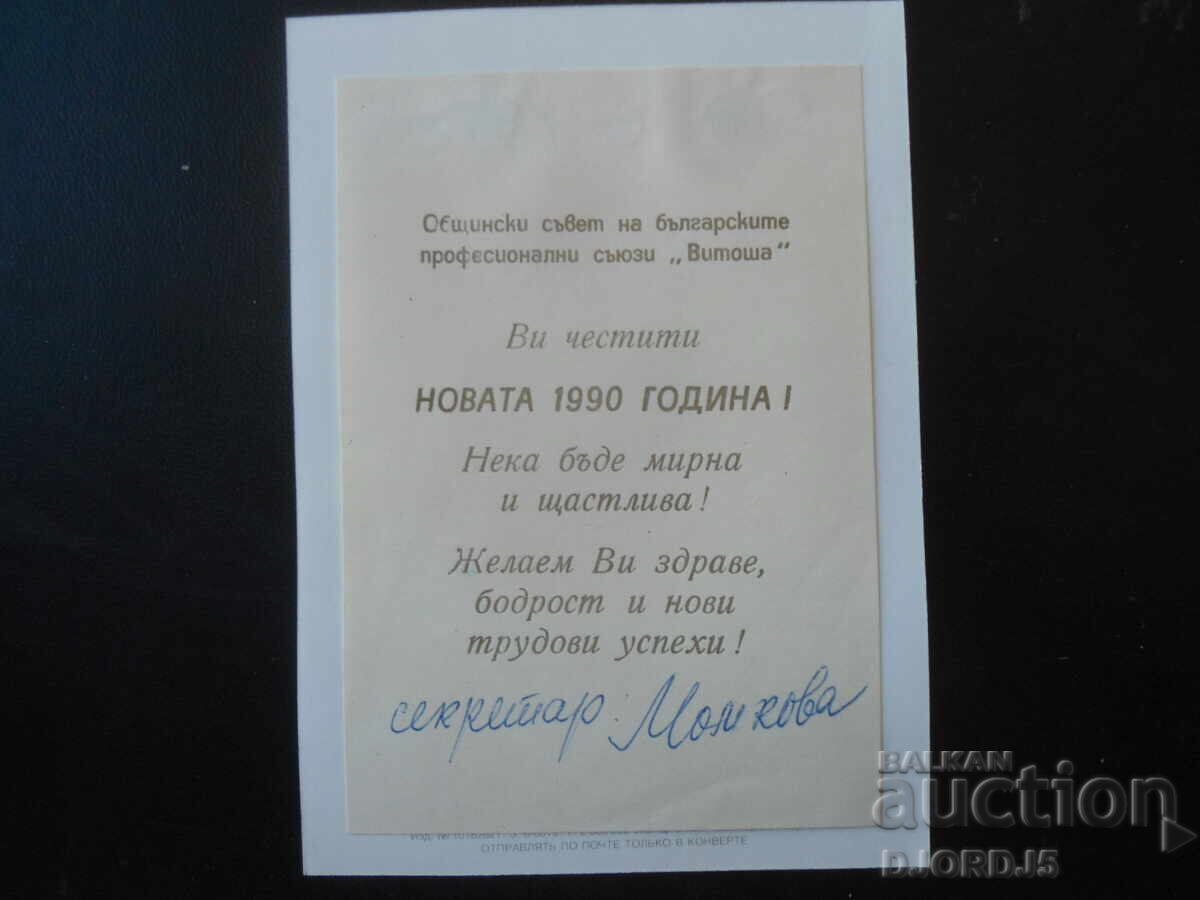 Общински съвет на българските
професионални съюзи „Витоша“
Ви честити
НОВАТА 1990 ГОДИНА!
Нека бъде мирна
и щастлива!
Желаем Ви здраве,
бодрост и нови
трудови успехи!
секретар: Момкова
ОТПРАВЛЯТЬ ПО ПОЧТЕ ТОЛЬКО В КОНВЕРТЕ
BALKAN
auction
DJORDJ5